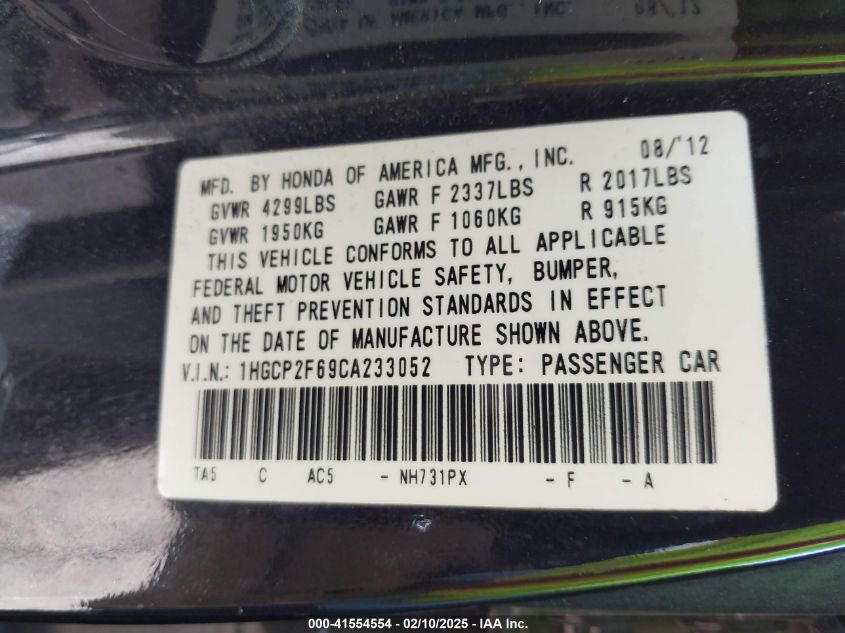 MFD. BY HONDA OF AMERICA MFG., INC. 08/'12
GVWR 4299LBS GAWR F 2337LBS R 2017LBS
GVWR 1950KG GAWR F 1060KG R 915KG
THIS VEHICLE CONFORMS TO ALL APPLICABLE
FEDERAL MOTOR VEHICLE SAFETY, BUMPER,
AND THEFT PREVENTION STANDARDS IN EFFECT
ON THE DATE OF MANUFACTURE SHOWN ABOVE.
V.I.N.: 1HGCP2F69CA233052 TYPE: PASSENGER CAR
TA5 C AC5 - NH731PX - F - A
000-41554554 – 02/10/2025 – IAA Inc.